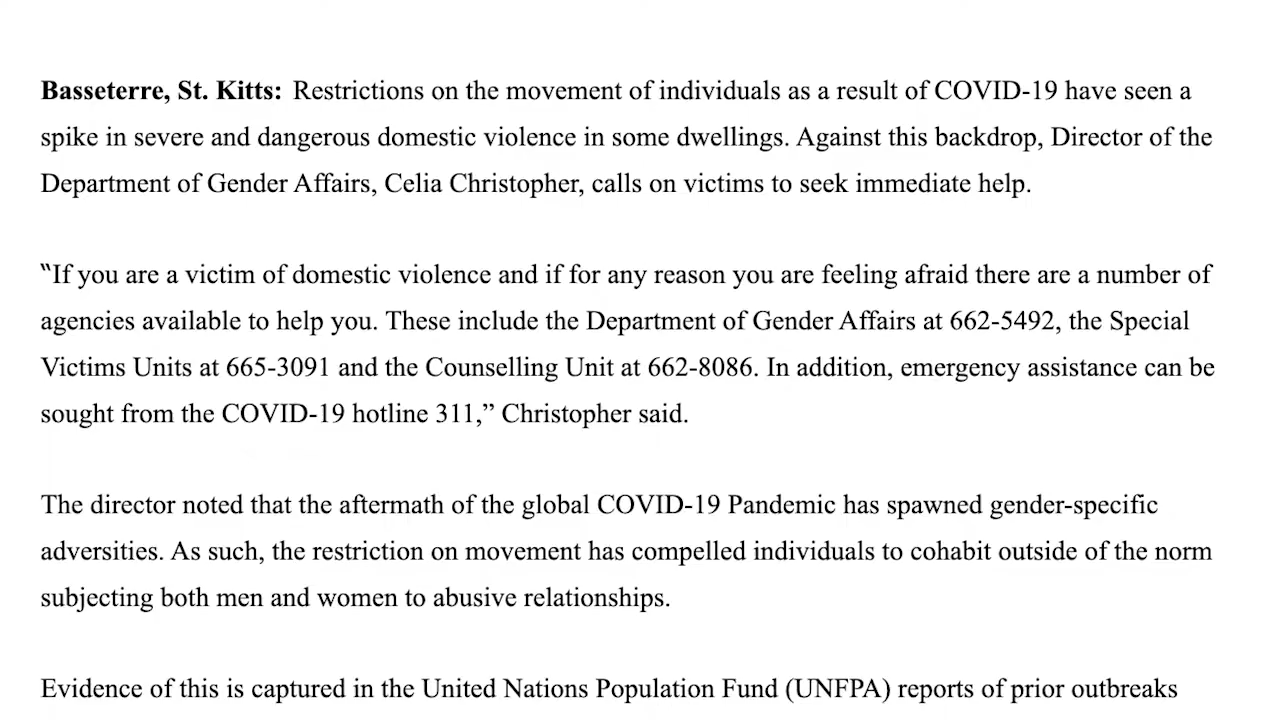 Basseterre, St. Kitts: Restrictions on the movement of individuals as a result of COVID-19 have seen a
spike in severe and dangerous domestic violence in some dwellings. Against this backdrop, Director of the
Department of Gender Affairs, Celia Christopher, calls on victims to seek immediate help.
‟If you are a victim of domestic violence and if for any reason you are feeling afraid there are a number of
agencies available to help you. These include the Department of Gender Affairs at 662-5492, the Special
Victims Units at 665-3091 and the Counselling Unit at 662-8086. In addition, emergency assistance can be
sought from the COVID-19 hotline 311,” Christopher said.
The director noted that the aftermath of the global COVID-19 Pandemic has spawned gender-specific
adversities. As such, the restriction on movement has compelled individuals to cohabit outside of the norm
subjecting both men and women to abusive relationships.
Evidence of this is captured in the United Nations Population Fund (UNFPA) reports of prior outbreaks